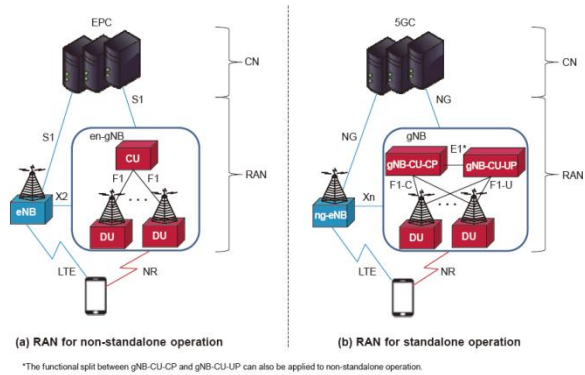 EPC
CN
S1
S1
en-gNB
CU
F1
F1
RAN
eNB
X2
DU
DU
LTE
NR
(a) RAN for non-standalone operation
5GC
CN
NG
NG
gNB
E1*
gNB-CU-CP
gNB-CU-UP
F1-C
F1-U
RAN
ng-eNB
Xn
DU
DU
LTE
NR
(b) RAN for standalone operation
*The functional split between gNB-CU-CP and gNB-CU-UP can also be applied to non-standalone operation.